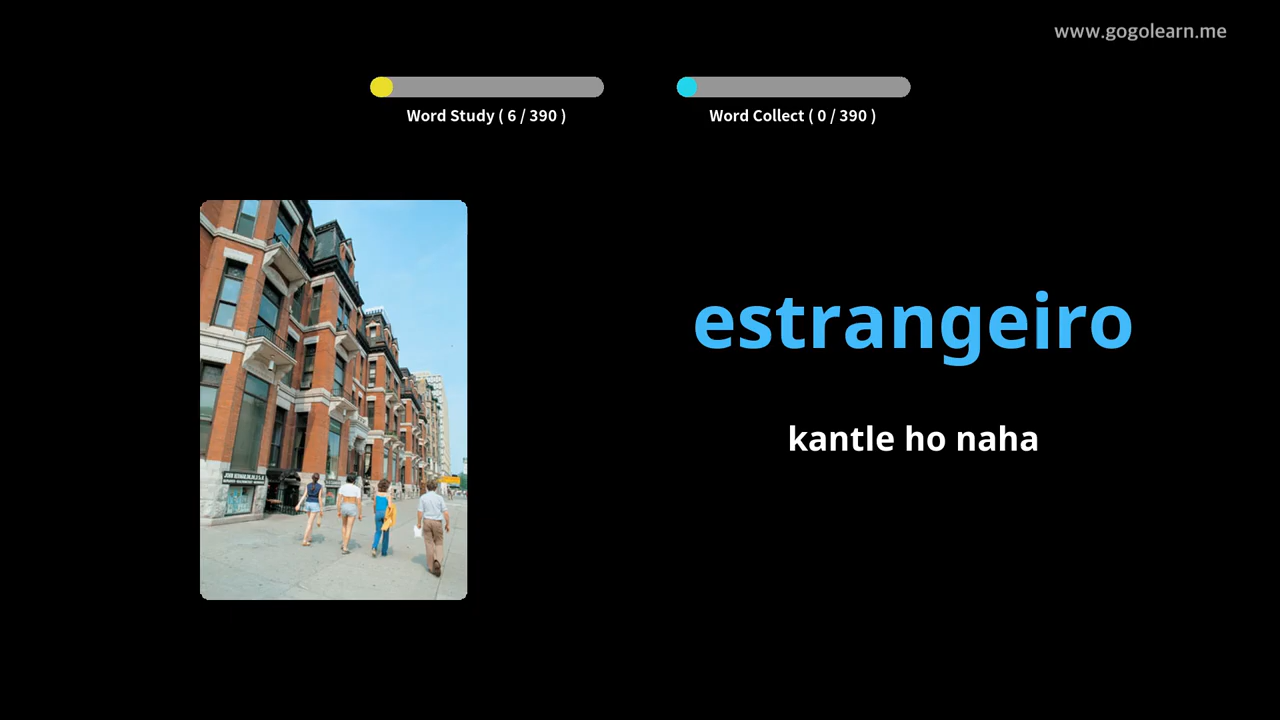 www.gogolearn.me
Word Study ( 6 / 390 )
Word Collect ( 0 / 390 )
estrangeiro
kantle ho naha